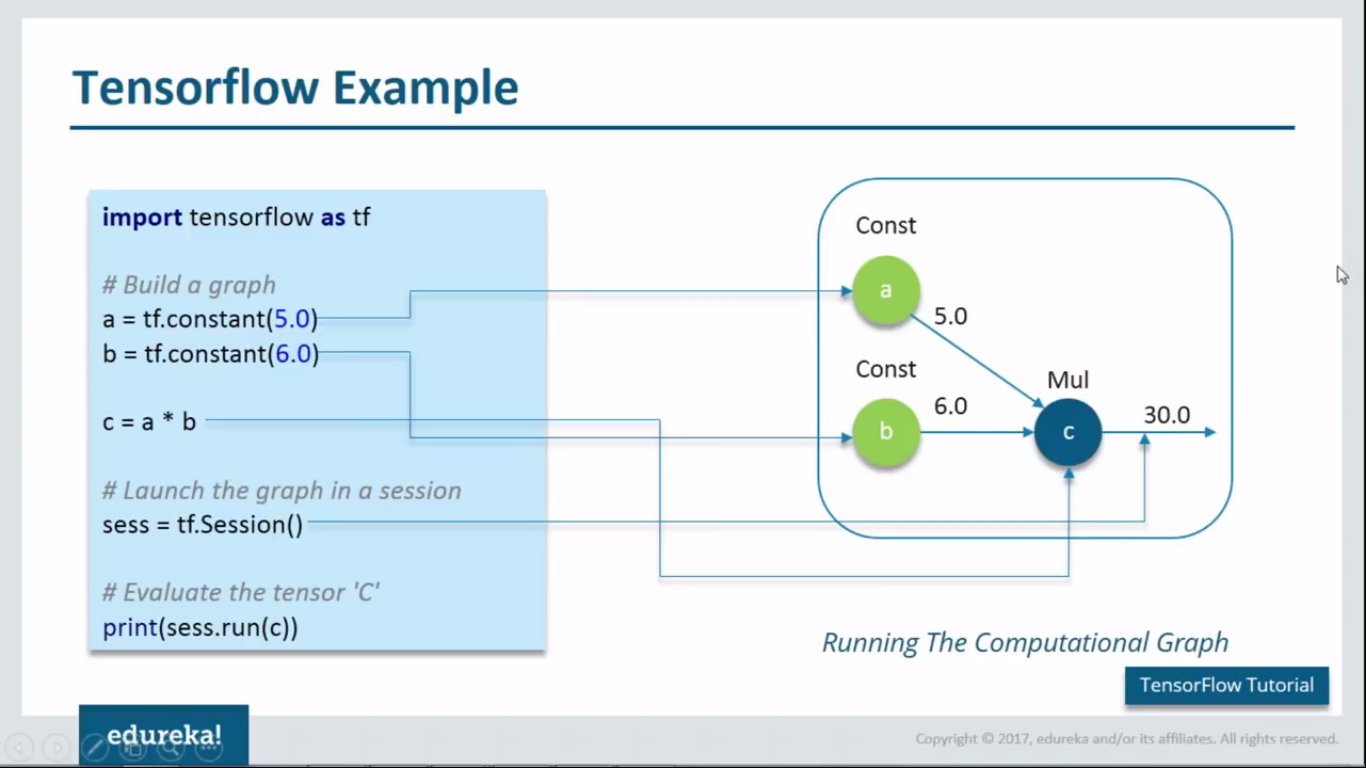 Tensorflow Example
import tensorflow as tf
# Build a graph
a = tf.constant(5.0)
b = tf.constant(6.0)
c = a * b
# Launch the graph in a session
sess = tf.Session()
# Evaluate the tensor 'C'
print(sess.run(c))
Const
a
5.0
Const
b
6.0
Mul
c
30.0
Running The Computational Graph
TensorFlow Tutorial
edureka!
Copyright © 2017, edureka and/or its affiliates. All rights reserved.